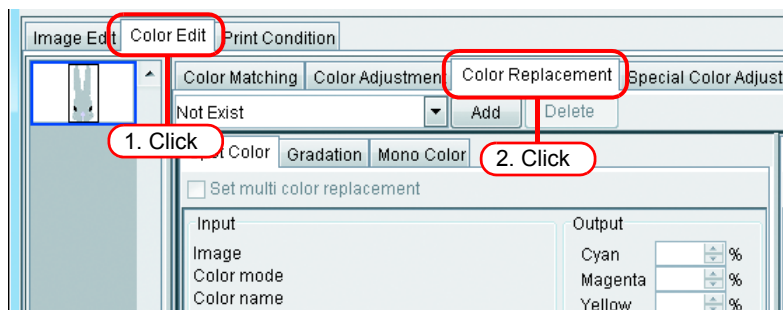 Image Edit Color Edit Print Condition
Color Matching Color Adjustment Color Replacement Special Color Adjust
Not Exist Add Delete
1. Click
Color Gradation Mono Color
2. Click
Set multi color replacement
Input Output
Image Cyan %
Color mode Magenta %
Color name Yellow %